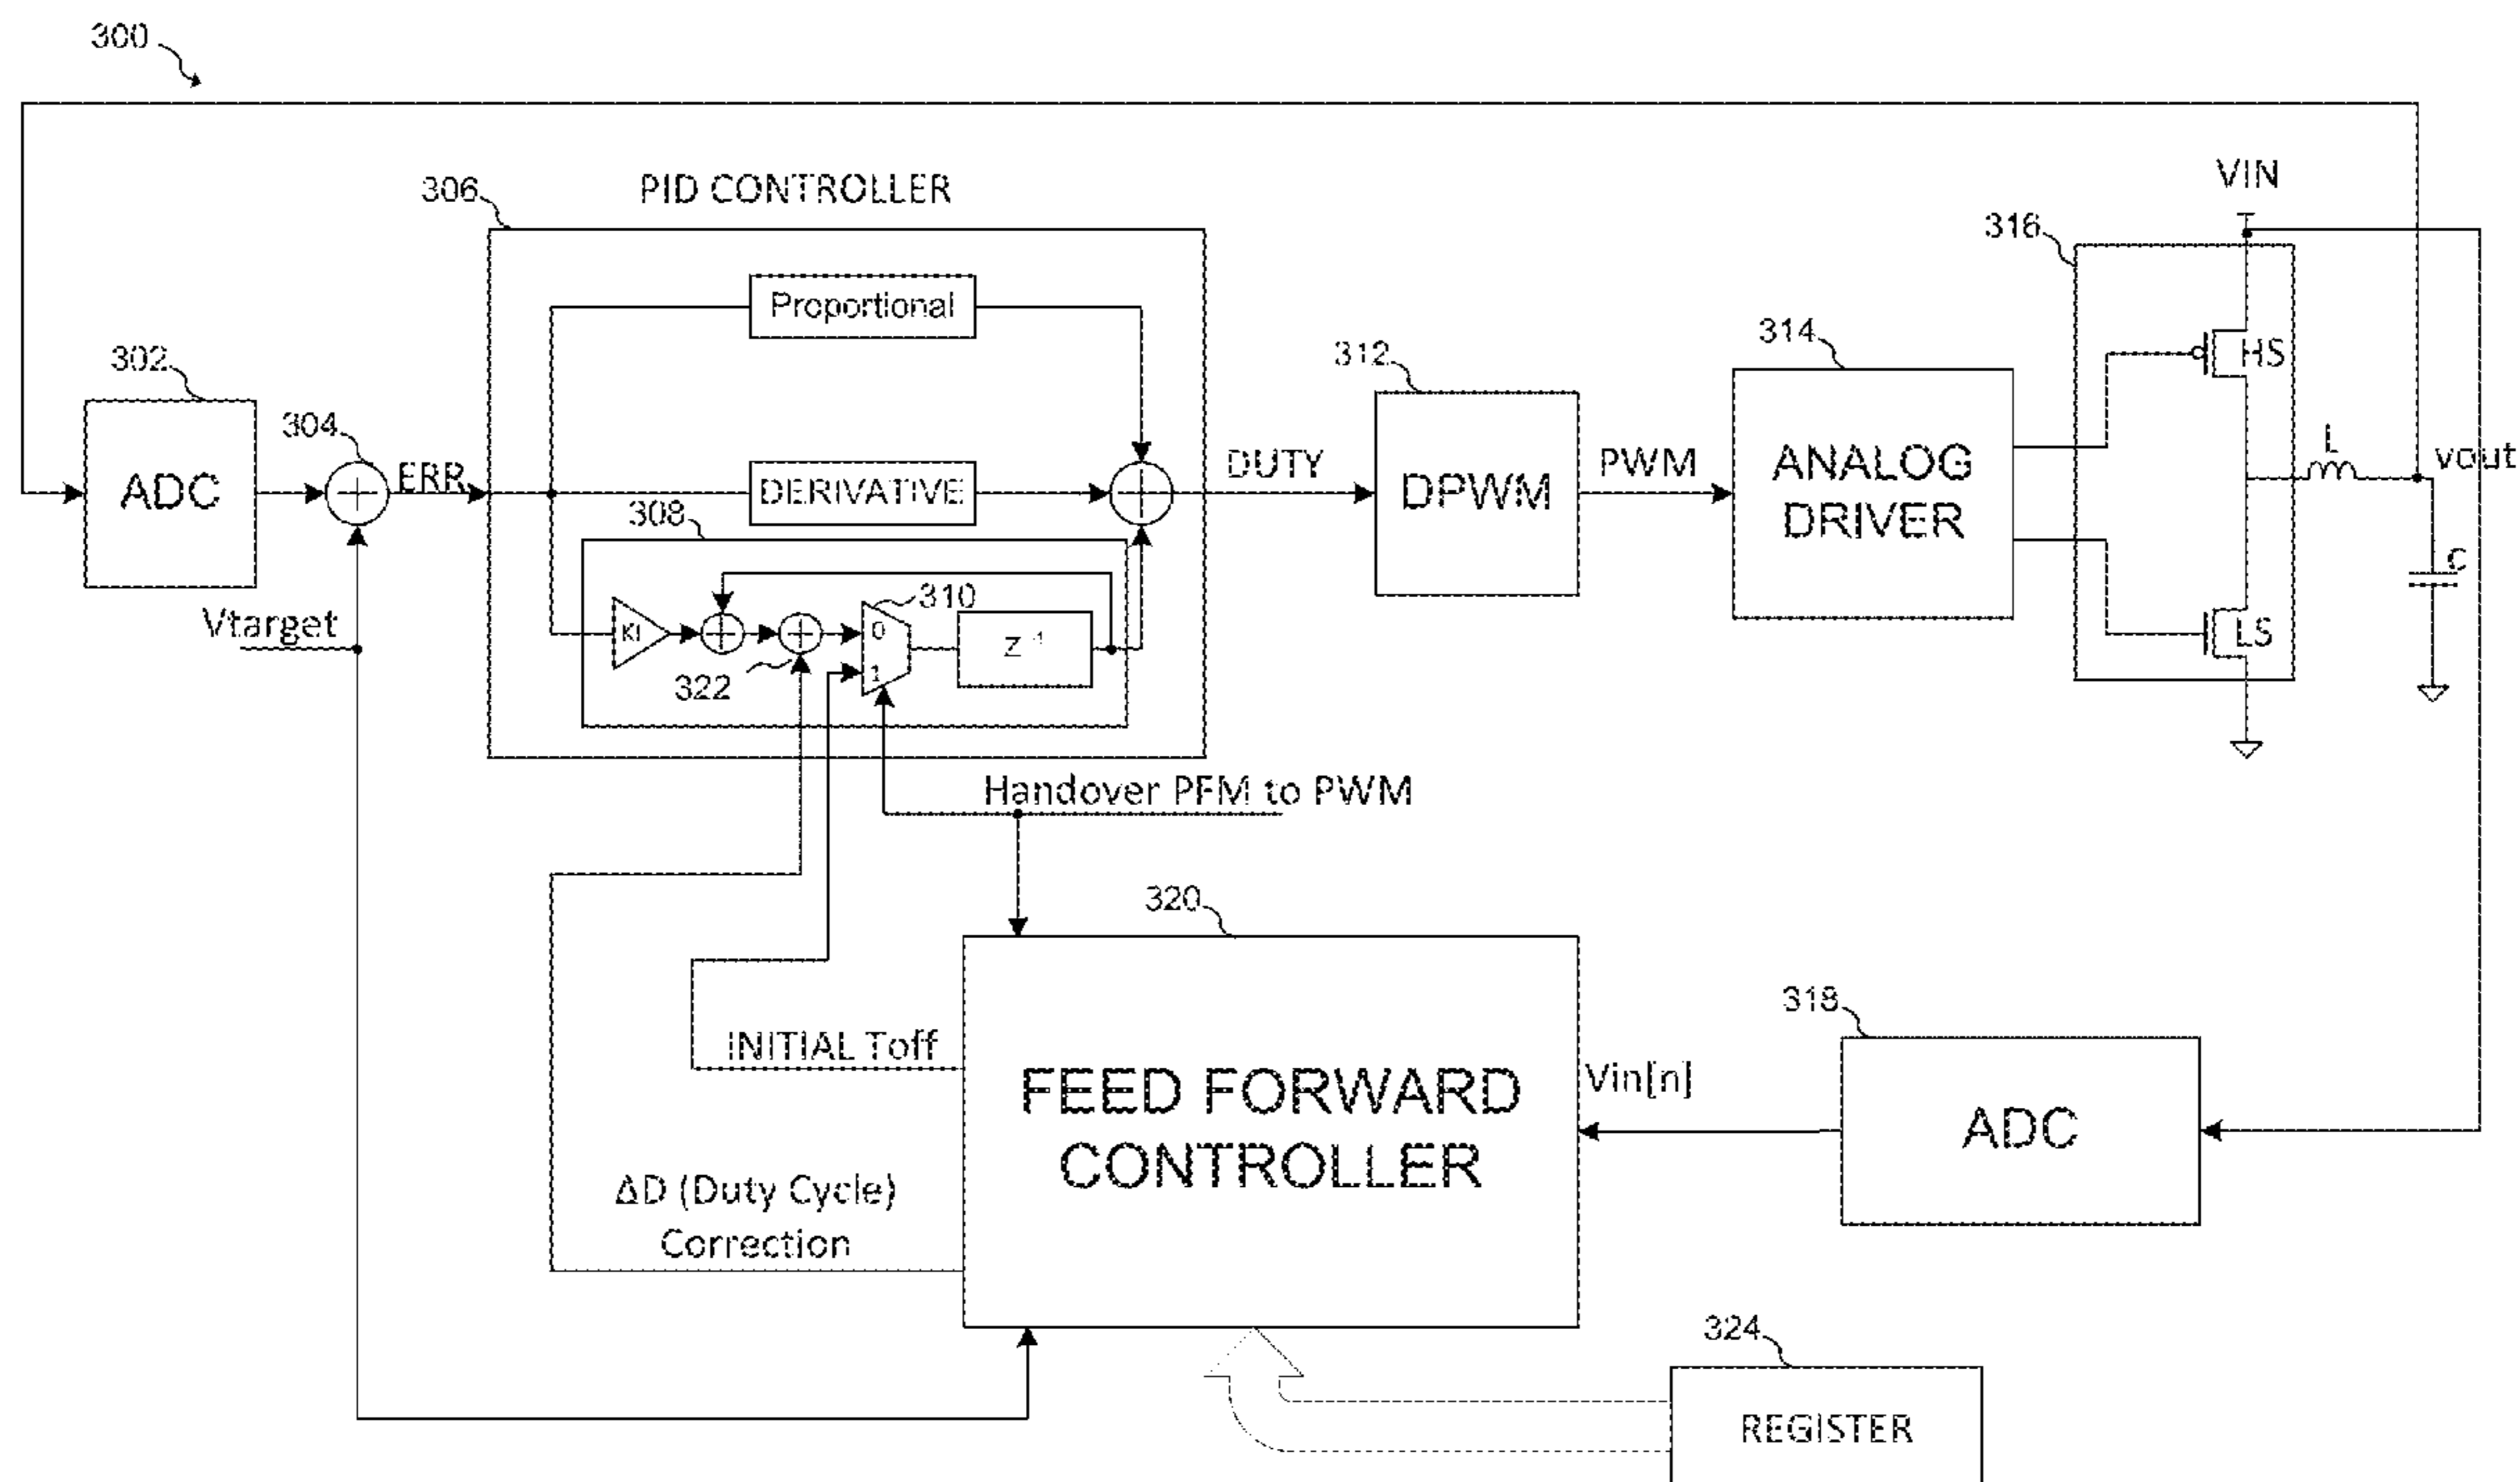 300
VIN
306
PID CONTROLLER
316
Proportional
HS
314
312
302
304
L
ERR
DUTY
PWM
vout
ADC
DERIVATIVE
DPWM
ANALOG
DRIVER
308
C
310
Vtarget
KI
0
Z⁻¹
LS
1
322
Handover PFM to PWM
320
318
INITIAL Toff
FEED FORWARD
CONTROLLER
Vin[n]
ADC
ΔD (Duty Cycle)
Correction
324
REGISTER